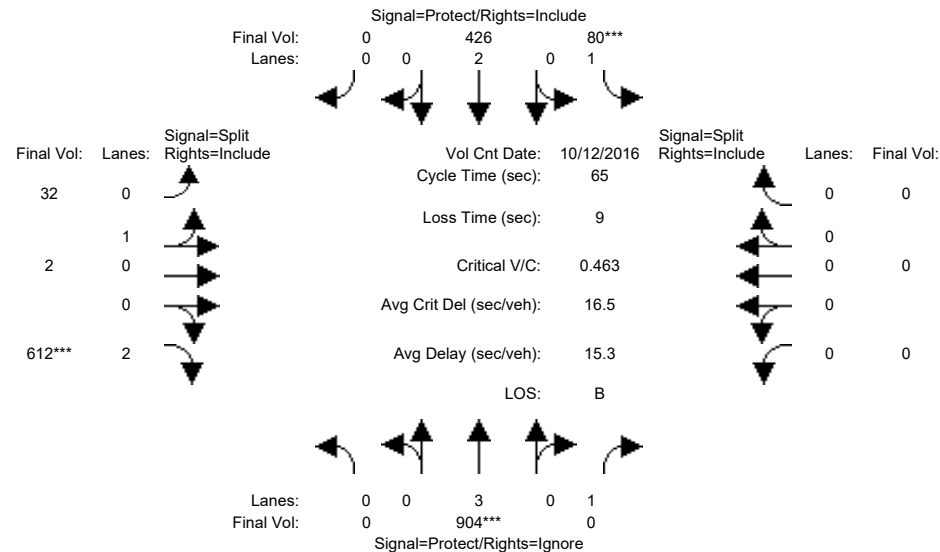 Signal=Protect/Rights=Include
Final Vol: 0 426 80***
Lanes: 0 0 2 0 1
Signal=Split Signal=Split
Final Vol: Lanes: Rights=Include Vol Cnt Date: 10/12/2016 Rights=Include Lanes: Final Vol:
Cycle Time (sec): 65
32 0 0 0
Loss Time (sec): 9
1 0
2 0 Critical V/C: 0.463 0 0
0 Avg Crit Del (sec/veh): 16.5 0
612*** 2 Avg Delay (sec/veh): 15.3 0 0
LOS: B
Lanes: 0 0 3 0 1
Final Vol: 0 904*** 0
Signal=Protect/Rights=Ignore